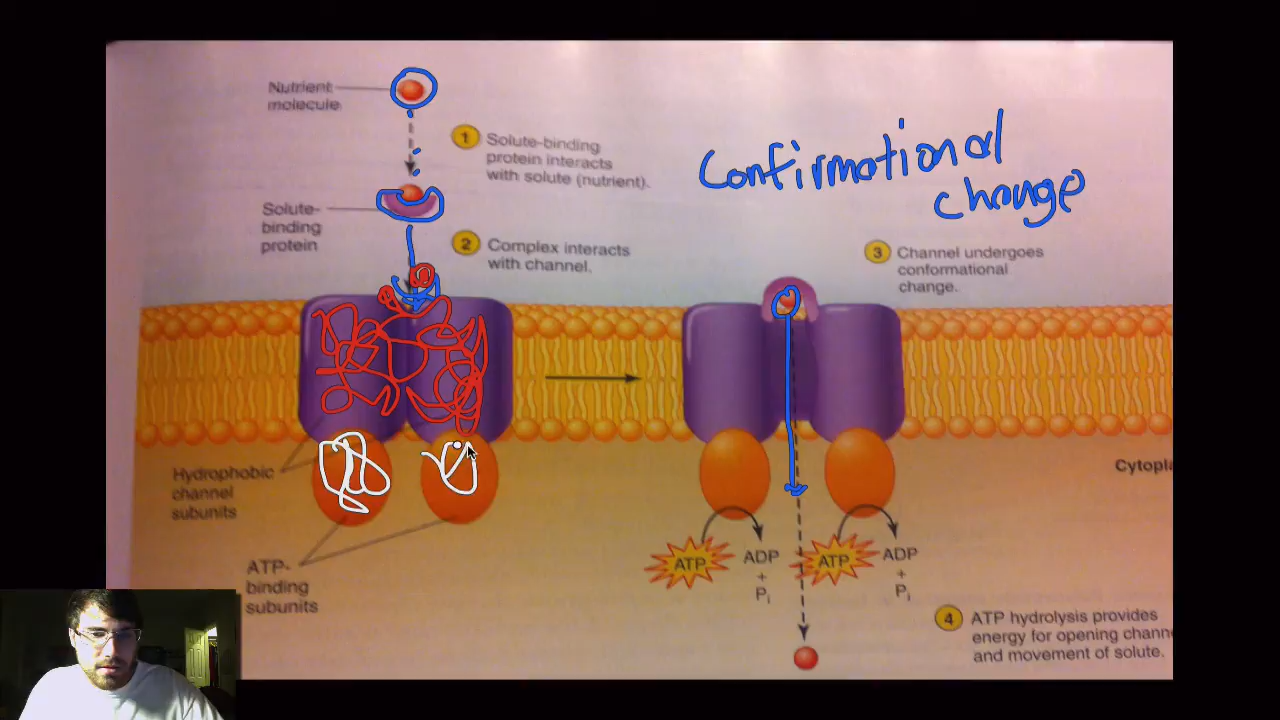 Nutrient
molecule
1 Solute-binding
protein interacts
with solute (nutrient).
Confirmational
change
Solute-
binding
protein
2 Complex interacts
with channel.
3 Channel undergoes
conformational
change.
Hydrophobic
channel
subunits
Cytopla
ATP-
binding
subunits
ATP
ADP
+
Pi
ATP
ADP
+
Pi
4 ATP hydrolysis provides
energy for opening chann
and movement of solute.